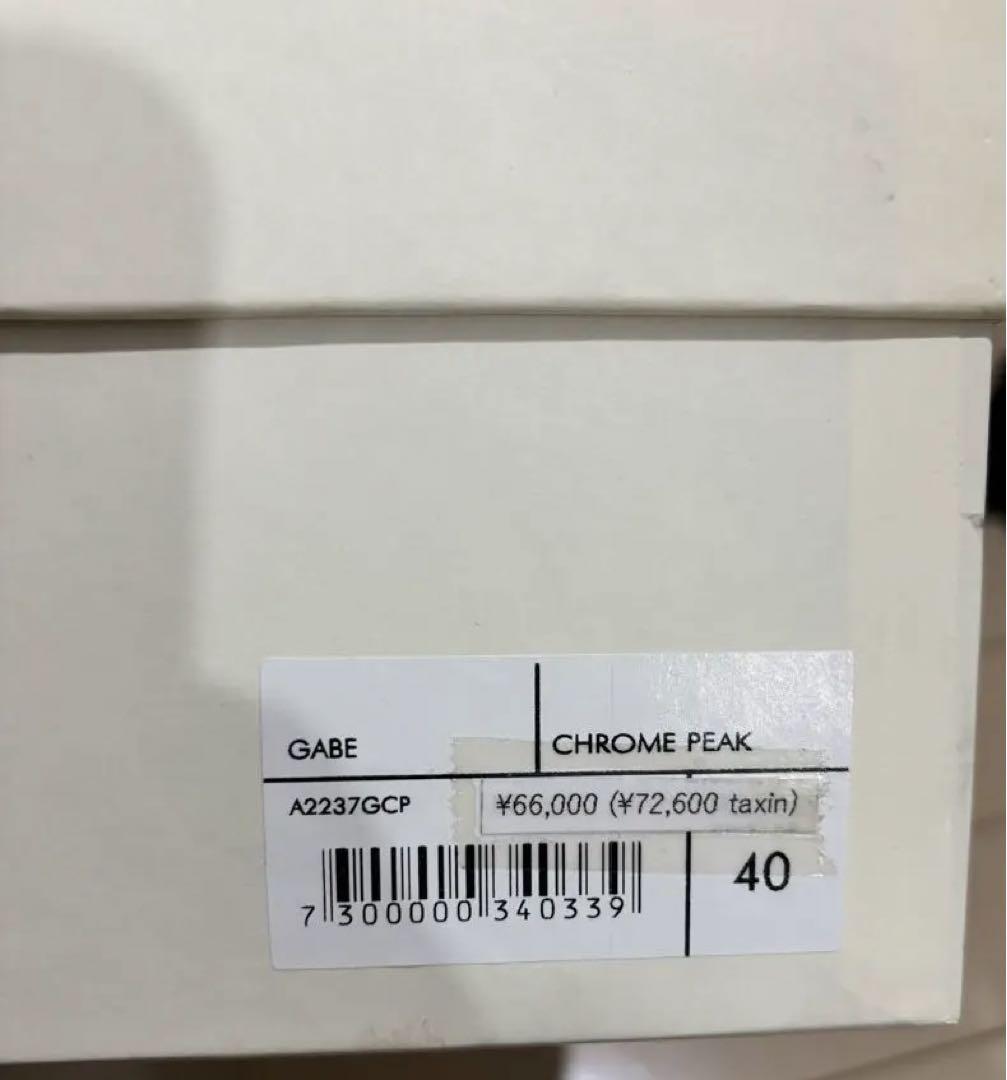 GABE
CHROME PEAK
A2237GCP
¥66,000 (¥72,600 taxin)
7 300000 340339
40